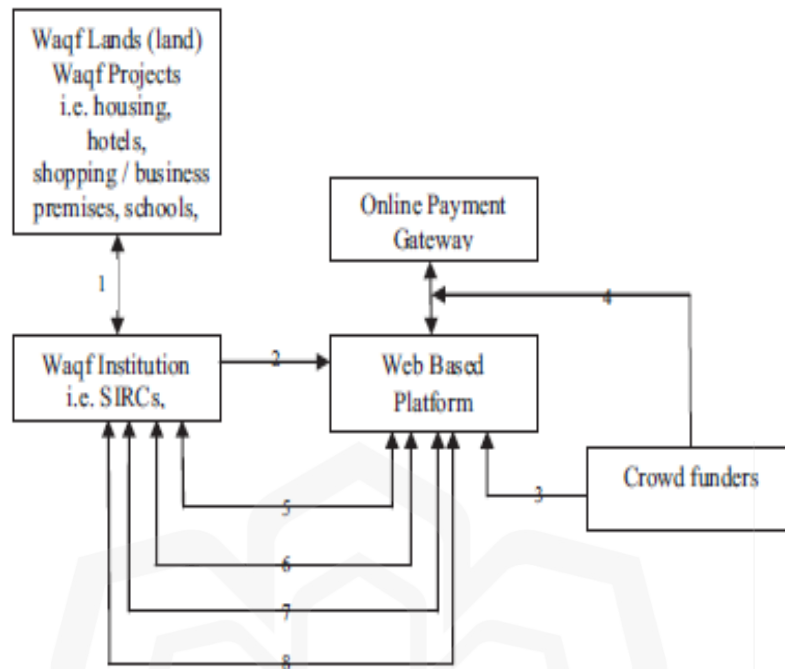 Waqf Lands (land)
Waqf Projects
i.e. housing,
hotels,
shopping / business
premises, schools,
Online Payment
Gateway
1
4
Waqf Institution
i.e. SIRCs,
2
Web Based
Platform
Crowd funders
3
5
6
7
8